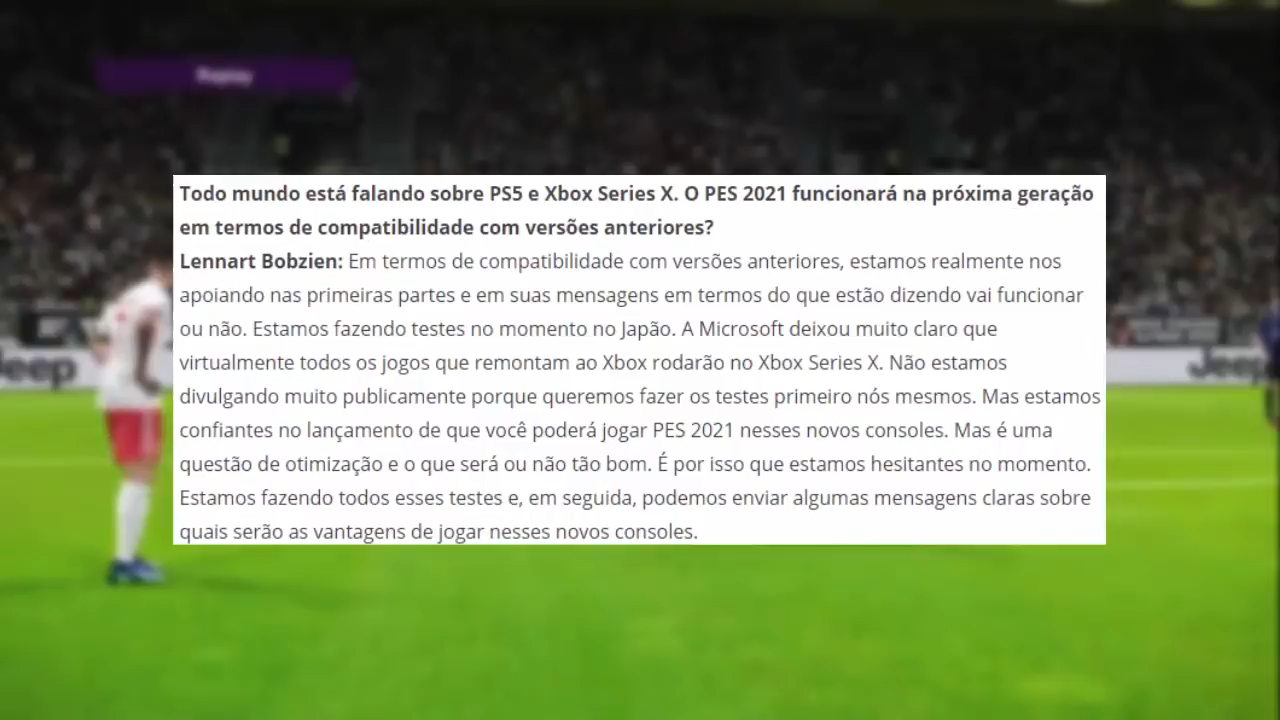 Replay
Todo mundo está falando sobre PS5 e Xbox Series X. O PES 2021 funcionará na próxima geração
em termos de compatibilidade com versões anteriores?
Lennart Bobzien: Em termos de compatibilidade com versões anteriores, estamos realmente nos
apoiando nas primeiras partes e em suas mensagens em termos do que estão dizendo vai funcionar
ou não. Estamos fazendo testes no momento no Japão. A Microsoft deixou muito claro que
virtualmente todos os jogos que remontam ao Xbox rodarão no Xbox Series X. Não estamos
divulgando muito publicamente porque queremos fazer os testes primeiro nós mesmos. Mas estamos
confiantes no lançamento de que você poderá jogar PES 2021 nesses novos consoles. Mas é uma
questão de otimização e o que será ou não tão bom. É por isso que estamos hesitantes no momento.
Estamos fazendo todos esses testes e, em seguida, podemos enviar algumas mensagens claras sobre
quais serão as vantagens de jogar nesses novos consoles.
Jeep
Jeep